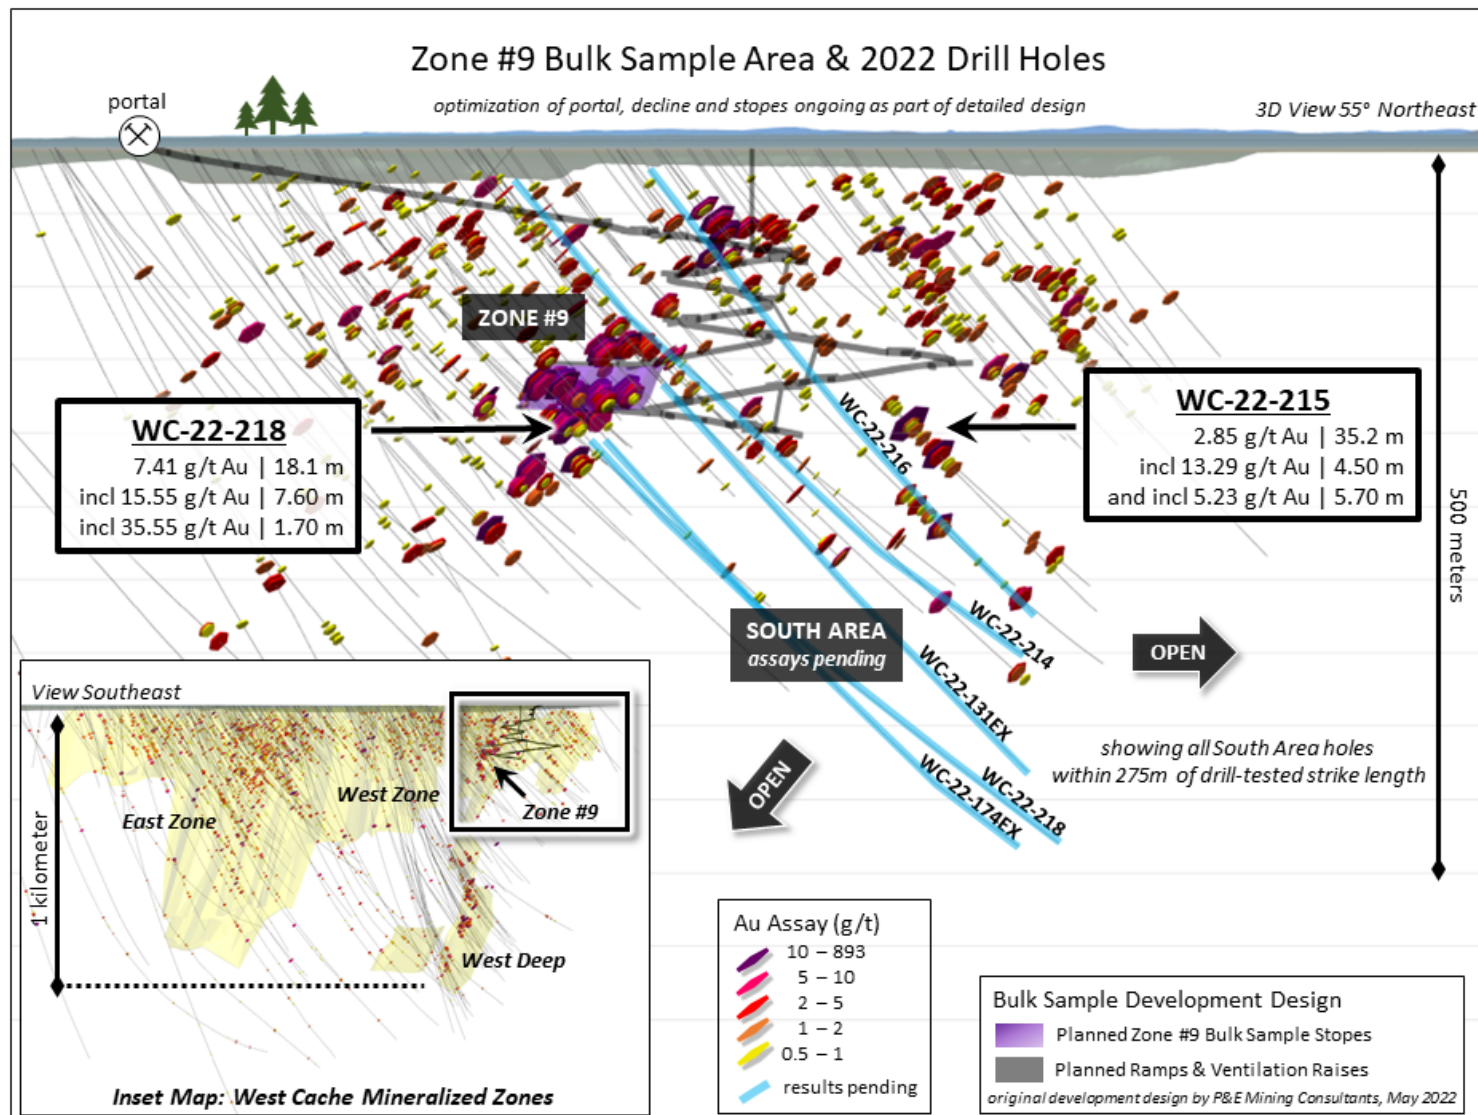 Zone #9 Bulk Sample Area & 2022 Drill Holes
optimization of portal, decline and stopes ongoing as part of detailed design
portal
3D View 55° Northeast
ZONE #9
WC-22-218
7.41 g/t Au | 18.1 m
incl 15.55 g/t Au | 7.60 m
incl 35.55 g/t Au | 1.70 m
WC-22-215
2.85 g/t Au | 35.2 m
incl 13.29 g/t Au | 4.50 m
and incl 5.23 g/t Au | 5.70 m
WC-22-216
500 meters
SOUTH AREA
assays pending
WC-22-214
WC-22-131EX
WC-22-218
WC-22-174EX
OPEN
OPEN
showing all South Area holes
within 275m of drill-tested strike length
View Southeast
1 kilometer
East Zone
West Zone
Zone #9
West Deep
Inset Map: West Cache Mineralized Zones
Au Assay (g/t)
10 – 893
5 – 10
2 – 5
1 – 2
0.5 – 1
results pending
Bulk Sample Development Design
Planned Zone #9 Bulk Sample Stopes
Planned Ramps & Ventilation Raises
original development design by P&E Mining Consultants, May 2022